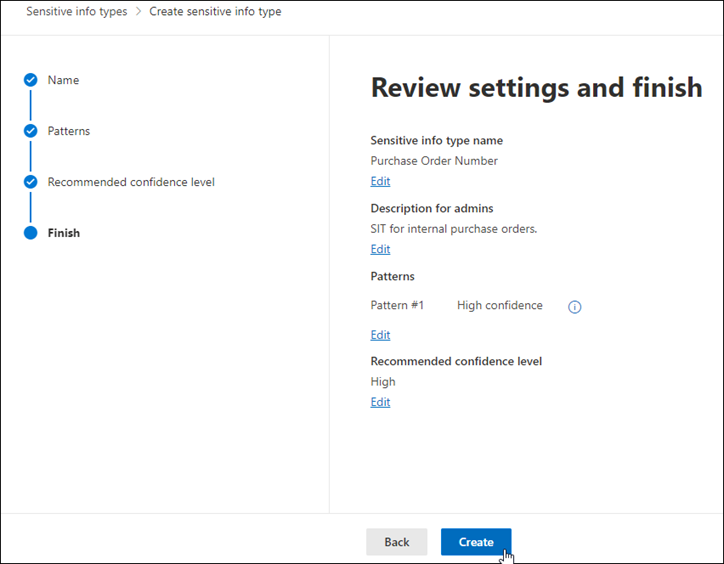 Sensitive info types > Create sensitive info type
Name
Patterns
Recommended confidence level
Finish
Review settings and finish
Sensitive info type name
Purchase Order Number
Edit
Description for admins
SIT for internal purchase orders.
Edit
Patterns
Pattern #1 High confidence
Edit
Recommended confidence level
High
Edit
Back Create